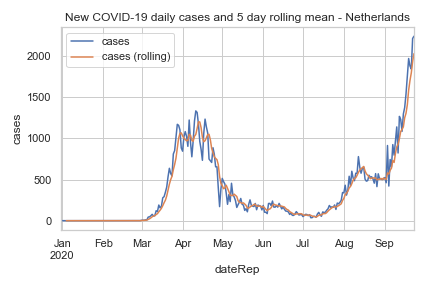 New COVID-19 daily cases and 5 day rolling mean - Netherlands
cases
cases (rolling)
2000
1500
1000
500
0
cases
Jan Feb Mar Apr May Jun Jul Aug Sep
2020
dateRep